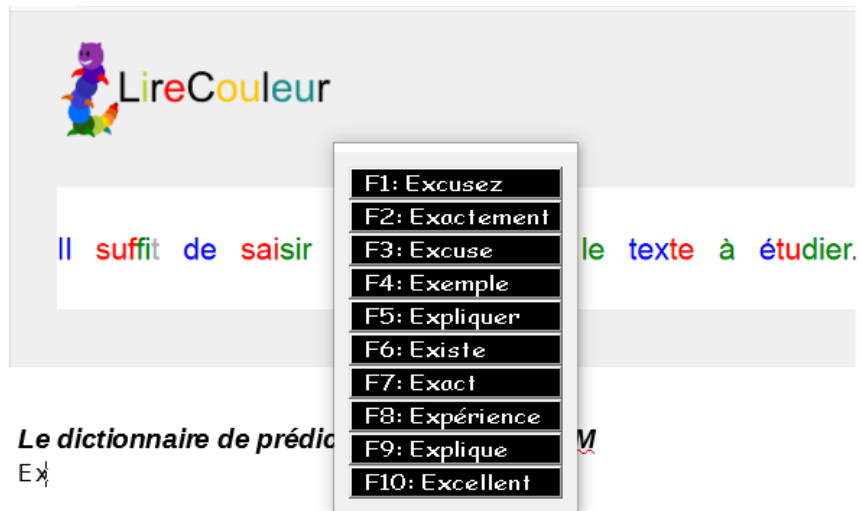 LireCouleur
Il suffit de saisir le texte à étudier.
F1: Excusez
F2: Exactement
F3: Excuse
F4: Exemple
F5: Expliquer
F6: Existe
F7: Exact
F8: Expérience
F9: Explique
F10: Excellent
Le dictionnaire de M
Ex